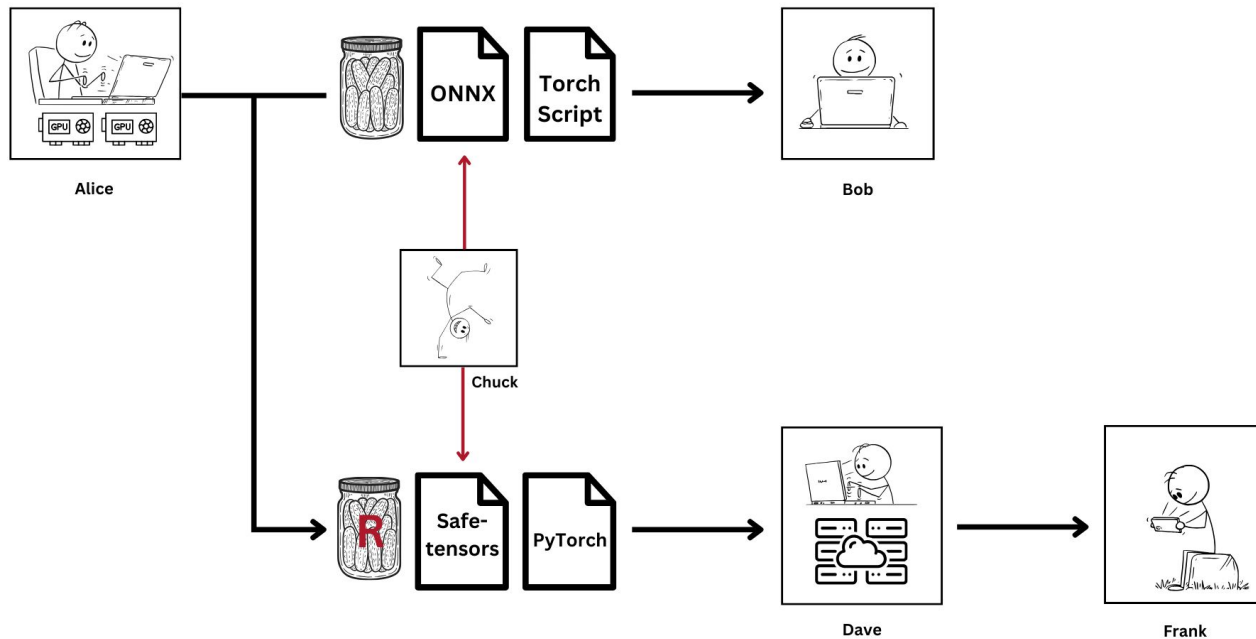 GPU GPU
Alice
ONNX
Torch
Script
Bob
Chuck
R
Safe-
tensors
PyTorch
Dave
Frank